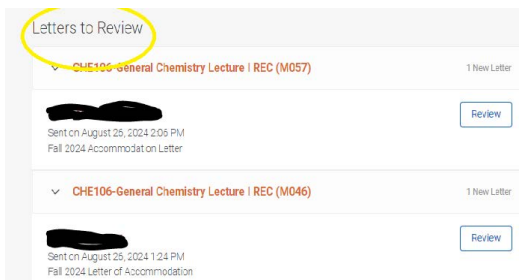 Letters to Review
CHE106-General Chemistry Lecture I REC (M057)
1 New Letter
Review
Sent on August 25, 2024 2:06 PM
Fall 2024 Accommodation Letter
CHE106-General Chemistry Lecture I REC (M046)
1 New Letter
Review
Sent on August 25, 2024 1:24 PM
Fall 2024 Letter of Accommodation